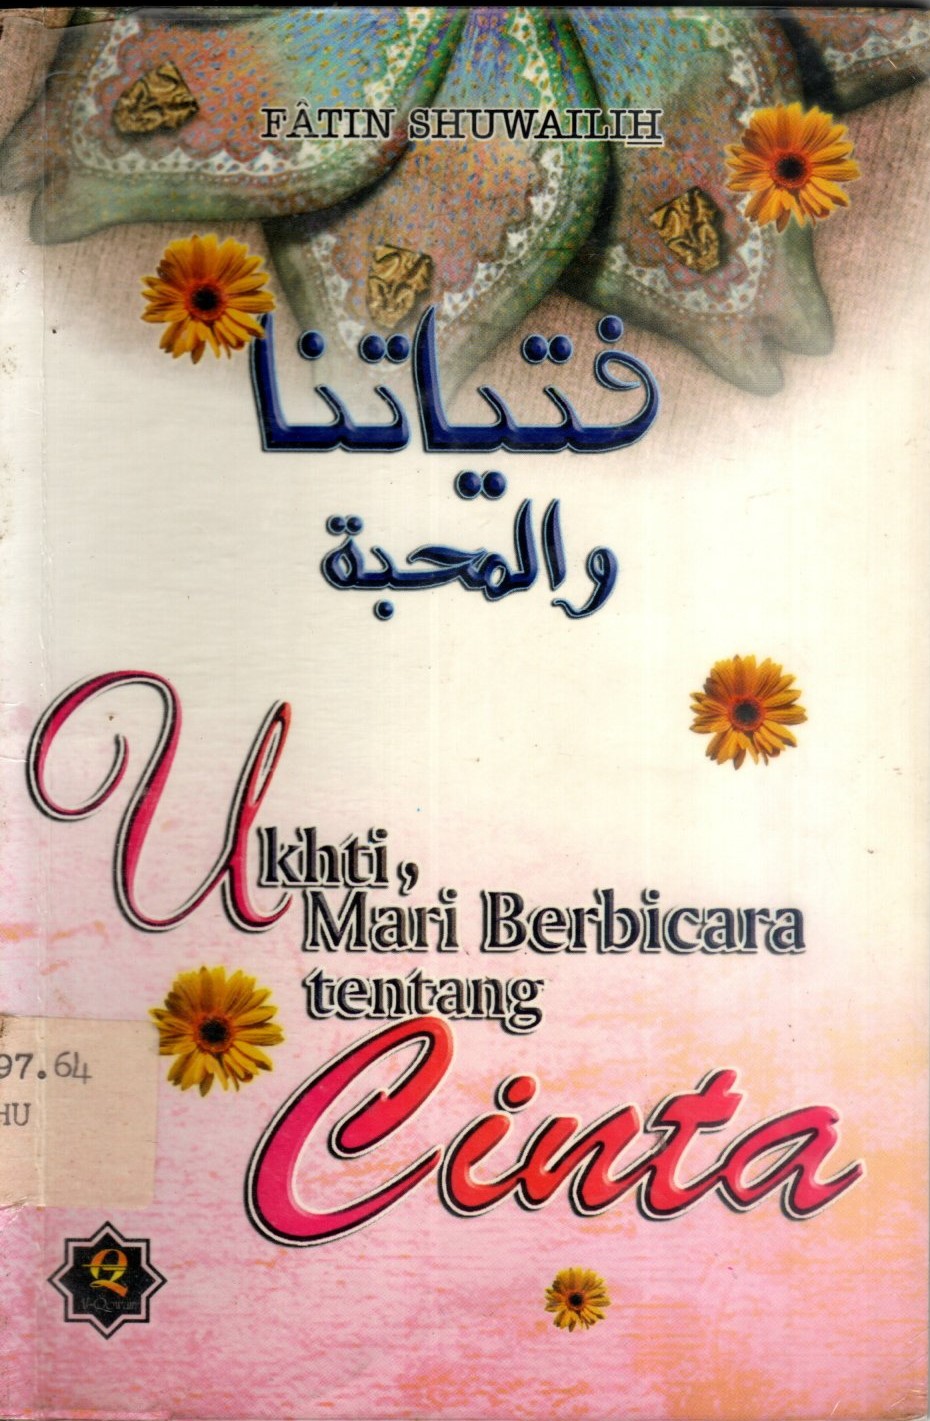 FÂTIN SHUWAILIH̲
فتياتنا
والمحبة
Ukhti,
Mari Berbicara
tentang
Cinta
97.64
HU
Q